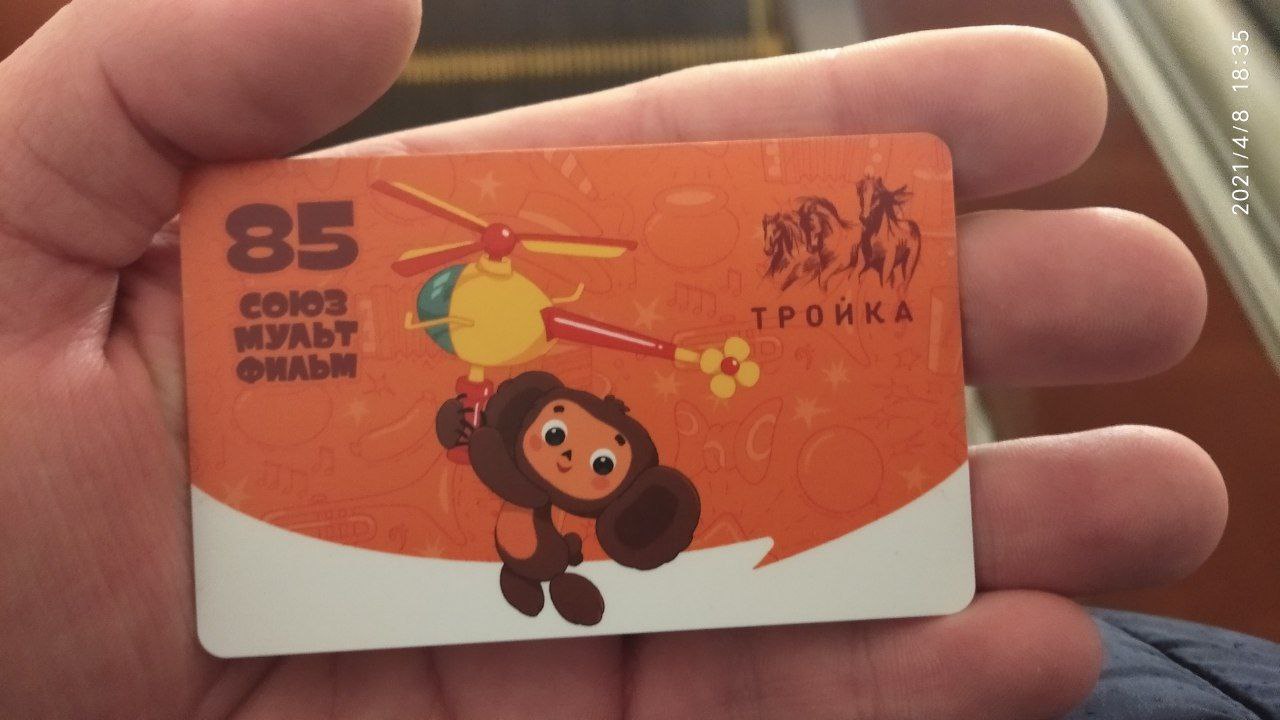 85
СОЮЗ
МУЛЬТ
ФИЛЬМ
ТРОЙКА
2021/4/8 18:35